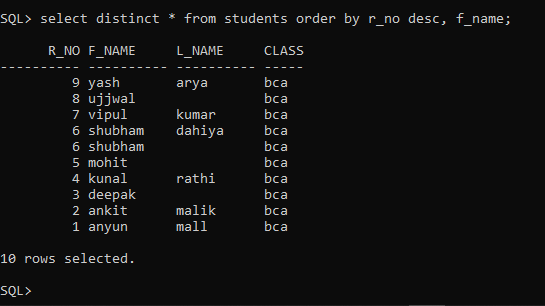 SQL> select distinct * from students order by r_no desc, f_name;
R_NO F_NAME L_NAME CLASS
---------- ---------- ---------- -----
9 yash arya bca
8 ujjwal bca
7 vipul kumar bca
6 shubham dahiya bca
6 shubham bca
5 mohit bca
4 kunal rathi bca
3 deepak bca
2 ankit malik bca
1 anyun mall bca
10 rows selected.
SQL>